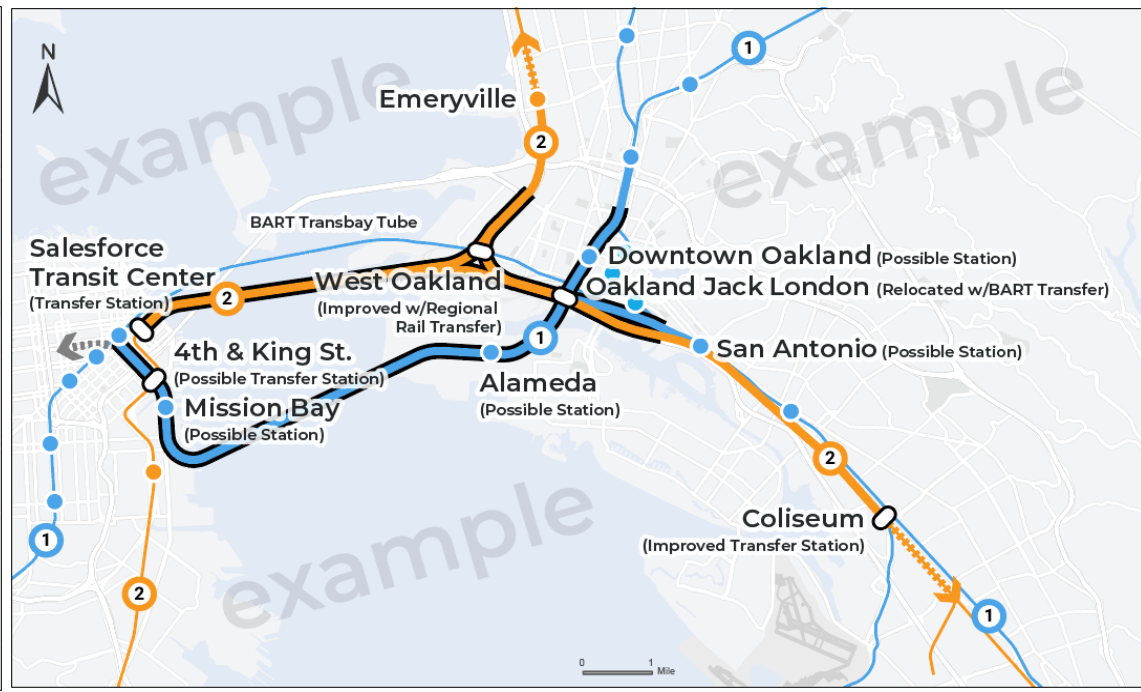 N
example
example
example
1
Emeryville
2
BART Transbay Tube
Salesforce
Transit Center
(Transfer Station)
2
West Oakland
(Improved w/Regional
Rail Transfer)
Downtown Oakland (Possible Station)
Oakland Jack London (Relocated w/BART Transfer)
1
San Antonio (Possible Station)
4th & King St.
(Possible Transfer Station)
Alameda
(Possible Station)
Mission Bay
(Possible Station)
2
Coliseum
(Improved Transfer Station)
1
2
1
0 1
Mile